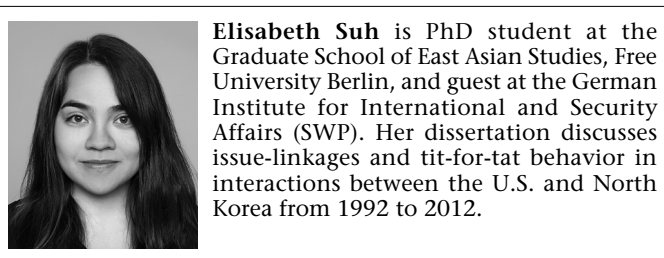 Elisabeth Suh is PhD student at the
Graduate School of East Asian Studies, Free
University Berlin, and guest at the German
Institute for International and Security
Affairs (SWP). Her dissertation discusses
issue-linkages and tit-for-tat behavior in
interactions between the U.S. and North
Korea from 1992 to 2012.